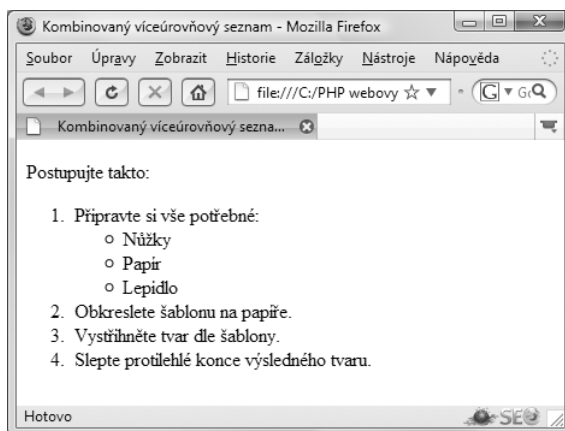 Kombinovaný víceúrovňový seznam - Mozilla Firefox
Soubor Úpravy Zobrazit Historie Záložky Nástroje Nápověda
file:///C:/PHP webovy G
Kombinovaný víceúrovňový sezna...
Postupujte takto:
1. Připravte si vše potřebné:
Nůžky
Papír
Lepidlo
2. Obkreslete šablonu na papíře.
3. Vystřihněte tvar dle šablony.
4. Slepte protilehlé konce výsledného tvaru.
Hotovo SEO